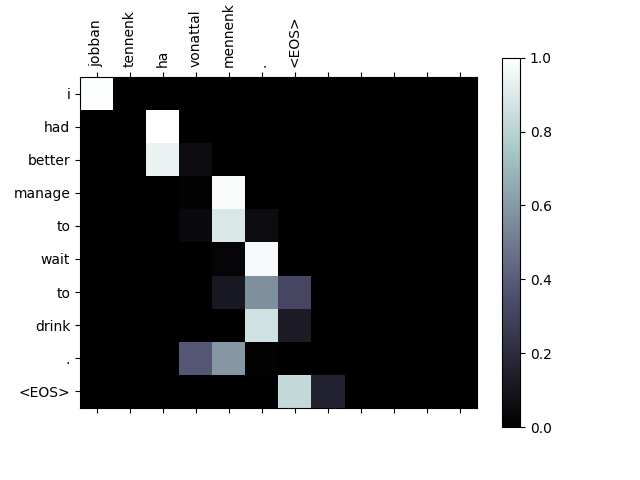 jobban
tennenk
ha
vonattal
mennenk
.
<EOS>
i
had
better
manage
to
wait
to
drink
.
<EOS>
1.0
0.8
0.6
0.4
0.2
0.0